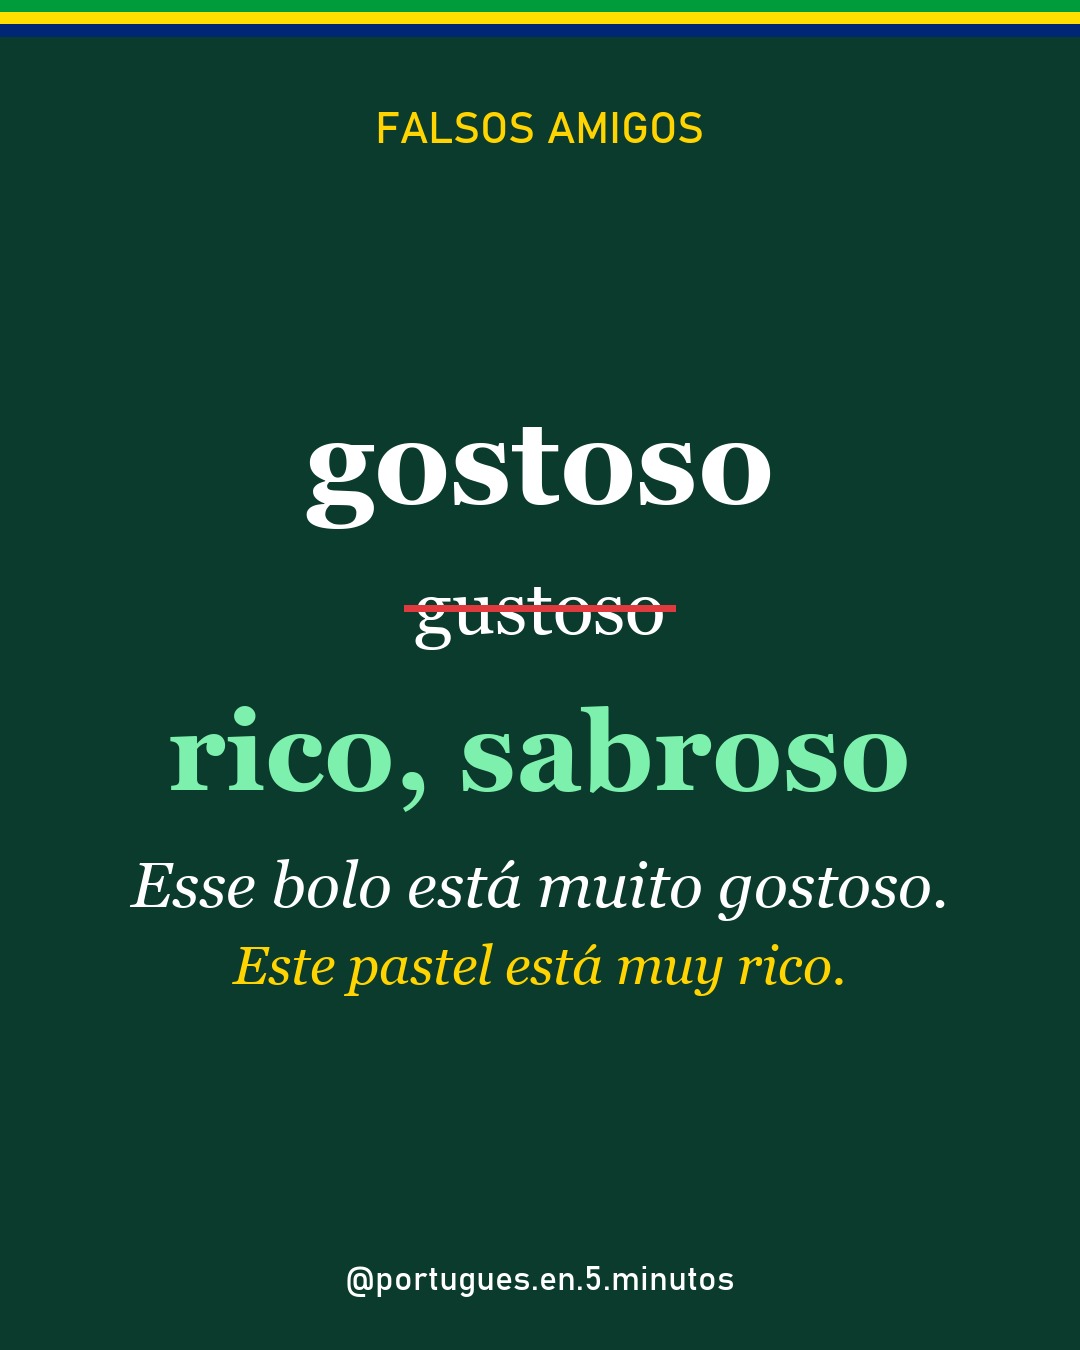 FALSOS AMIGOS
gostoso
gustoso
rico, sabroso
Esse bolo está muito gostoso.
Este pastel está muy rico.
@portugues.en.5.minutos